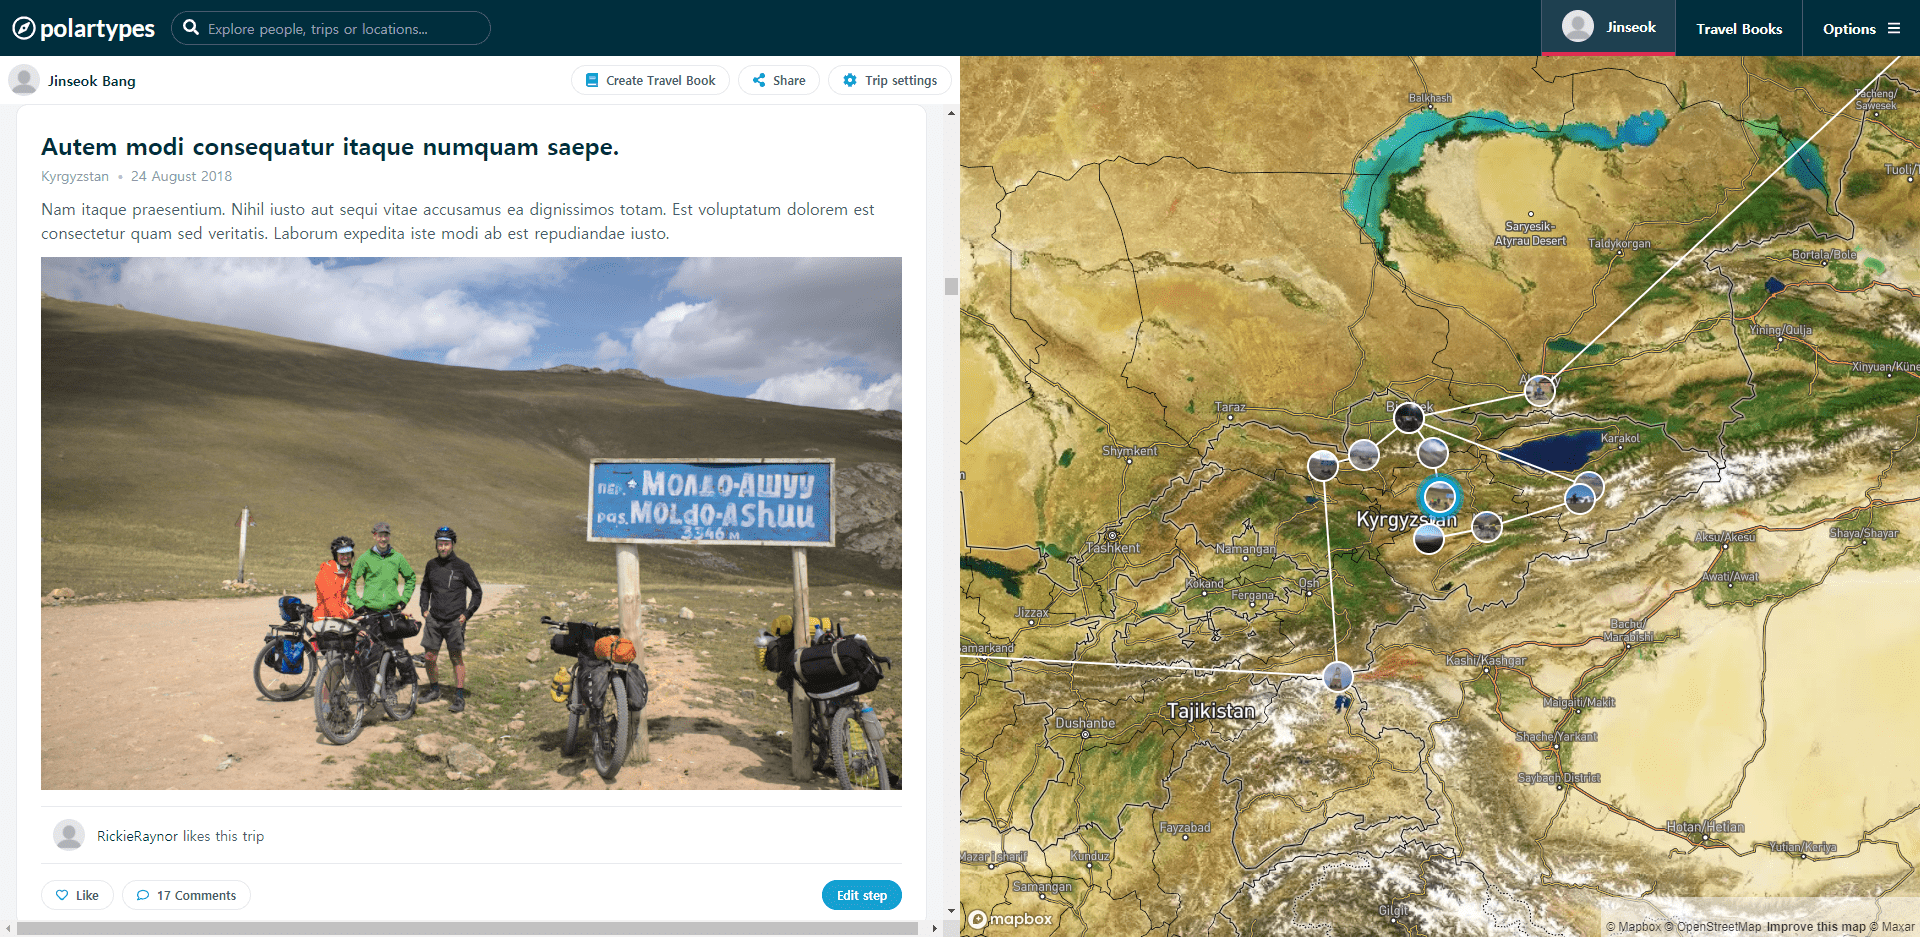 polartypes
Explore people, trips or locations...
Jinseok
Travel Books
Options
Jinseok Bang
Create Travel Book
Share
Trip settings
Autem modi consequatur itaque numquam saepe.
Kyrgyzstan • 24 August 2018
Nam itaque praesentium. Nihil iusto aut sequi vitae accusamus ea dignissimos totam. Est voluptatum dolorem est
consectetur quam sed veritatis. Laborum expedita iste modi ab est repudiandae iusto.
пер. Молдо-Ашуу
pas. Moldo-Ashuu
3346 м
RickieRaynor likes this trip
Like
17 Comments
Edit step
Balkhash
Tacheng/
Sawesek
Saryesik-
Atyrau Desert
Taldykorgan
Bortala/Bole
Yining/Qulja
Taraz
Karakol
Shymkent
Kyrgyzstan
Tashkent
Namangan
Aksu/Akesu
Shaya/Shayar
Kokand
Osh
Fergana
Awati/Awat
Jizzax
Bachu/
Marabishi
amarkand
Kashi/Kashgar
Tajikistan
Dushanbe
Maigaiti/Makit
Shache/Yarkant
Saybagh District
Fayzabad
Hotan/Hetian
Mazar I sharif
Kunduz
Yutian/Keriya
Samangan
Gilgit
mapbox
© Mapbox © OpenStreetMap Improve this map © Maxar